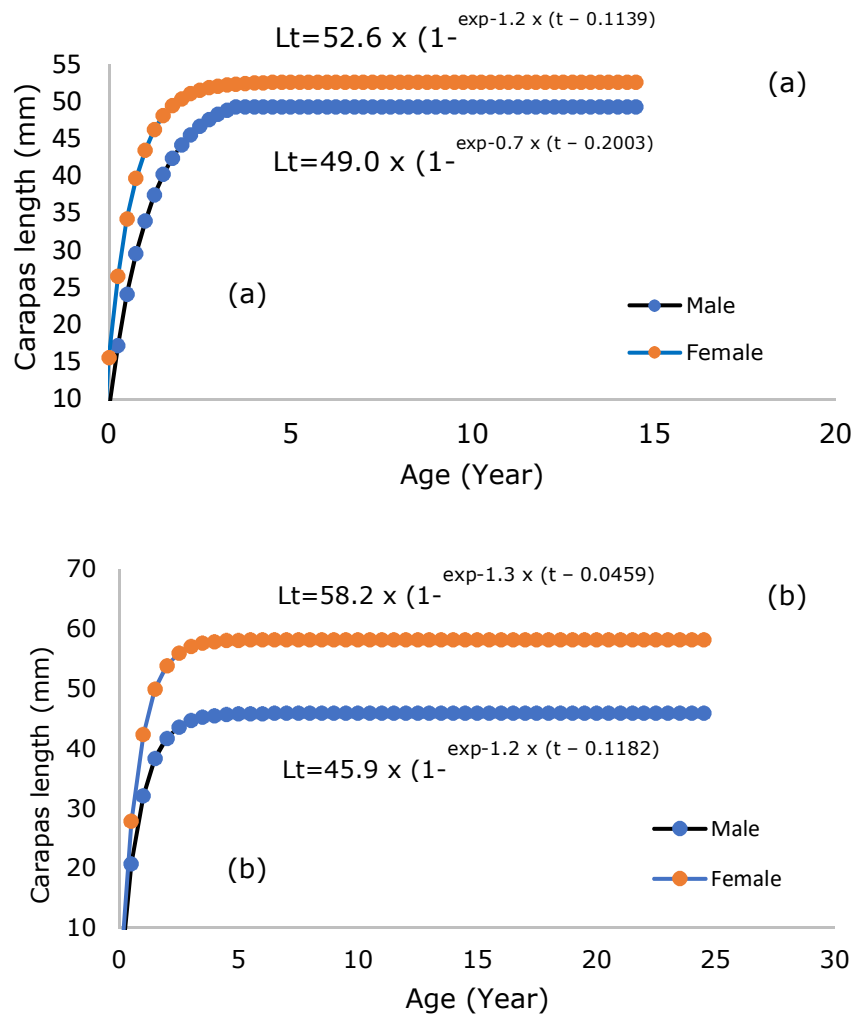 Lt=52.6 x (1-exp-1.2 x (t – 0.1139)
(a)
Lt=49.0 x (1-exp-0.7 x (t – 0.2003)
(a)
Carapas length (mm)
55
50
45
40
35
30
25
20
15
10
Male
Female
0 5 10 15 20
Age (Year)
Lt=58.2 x (1-exp-1.3 x (t – 0.0459)
(b)
Lt=45.9 x (1-exp-1.2 x (t – 0.1182)
(b)
Carapas length (mm)
70
60
50
40
30
20
10
Male
Female
0 5 10 15 20 25 30
Age (Year)